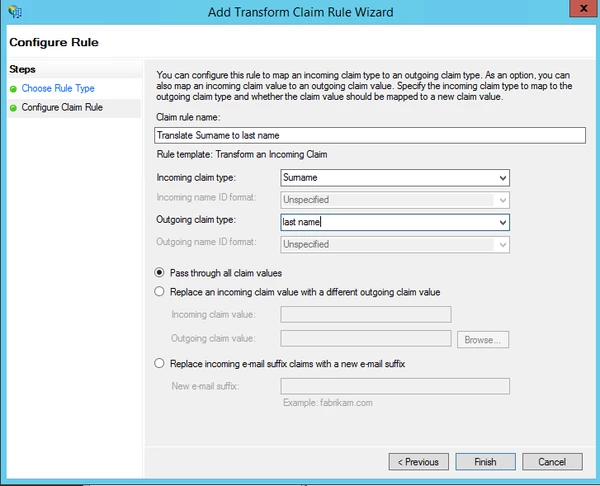 Add Transform Claim Rule Wizard
X
Configure Rule
Steps
Choose Rule Type
Configure Claim Rule
You can configure this rule to map an incoming claim type to an outgoing claim type. As an option, you can
also map an incoming claim value to an outgoing claim value. Specify the incoming claim type to map to the
outgoing claim type and whether the claim value should be mapped to a new claim value.
Claim rule name:
Translate Surname to last name
Rule template: Transform an Incoming Claim
Incoming claim type: Surname
Incoming name ID format: Unspecified
Outgoing claim type: last name
Outgoing name ID format: Unspecified
Pass through all claim values
Replace an incoming claim value with a different outgoing claim value
Incoming claim value:
Outgoing claim value: Browse...
Replace incoming e-mail suffix claims with a new e-mail suffix
New e-mail suffix:
Example: fabrikam.com
< Previous Finish Cancel